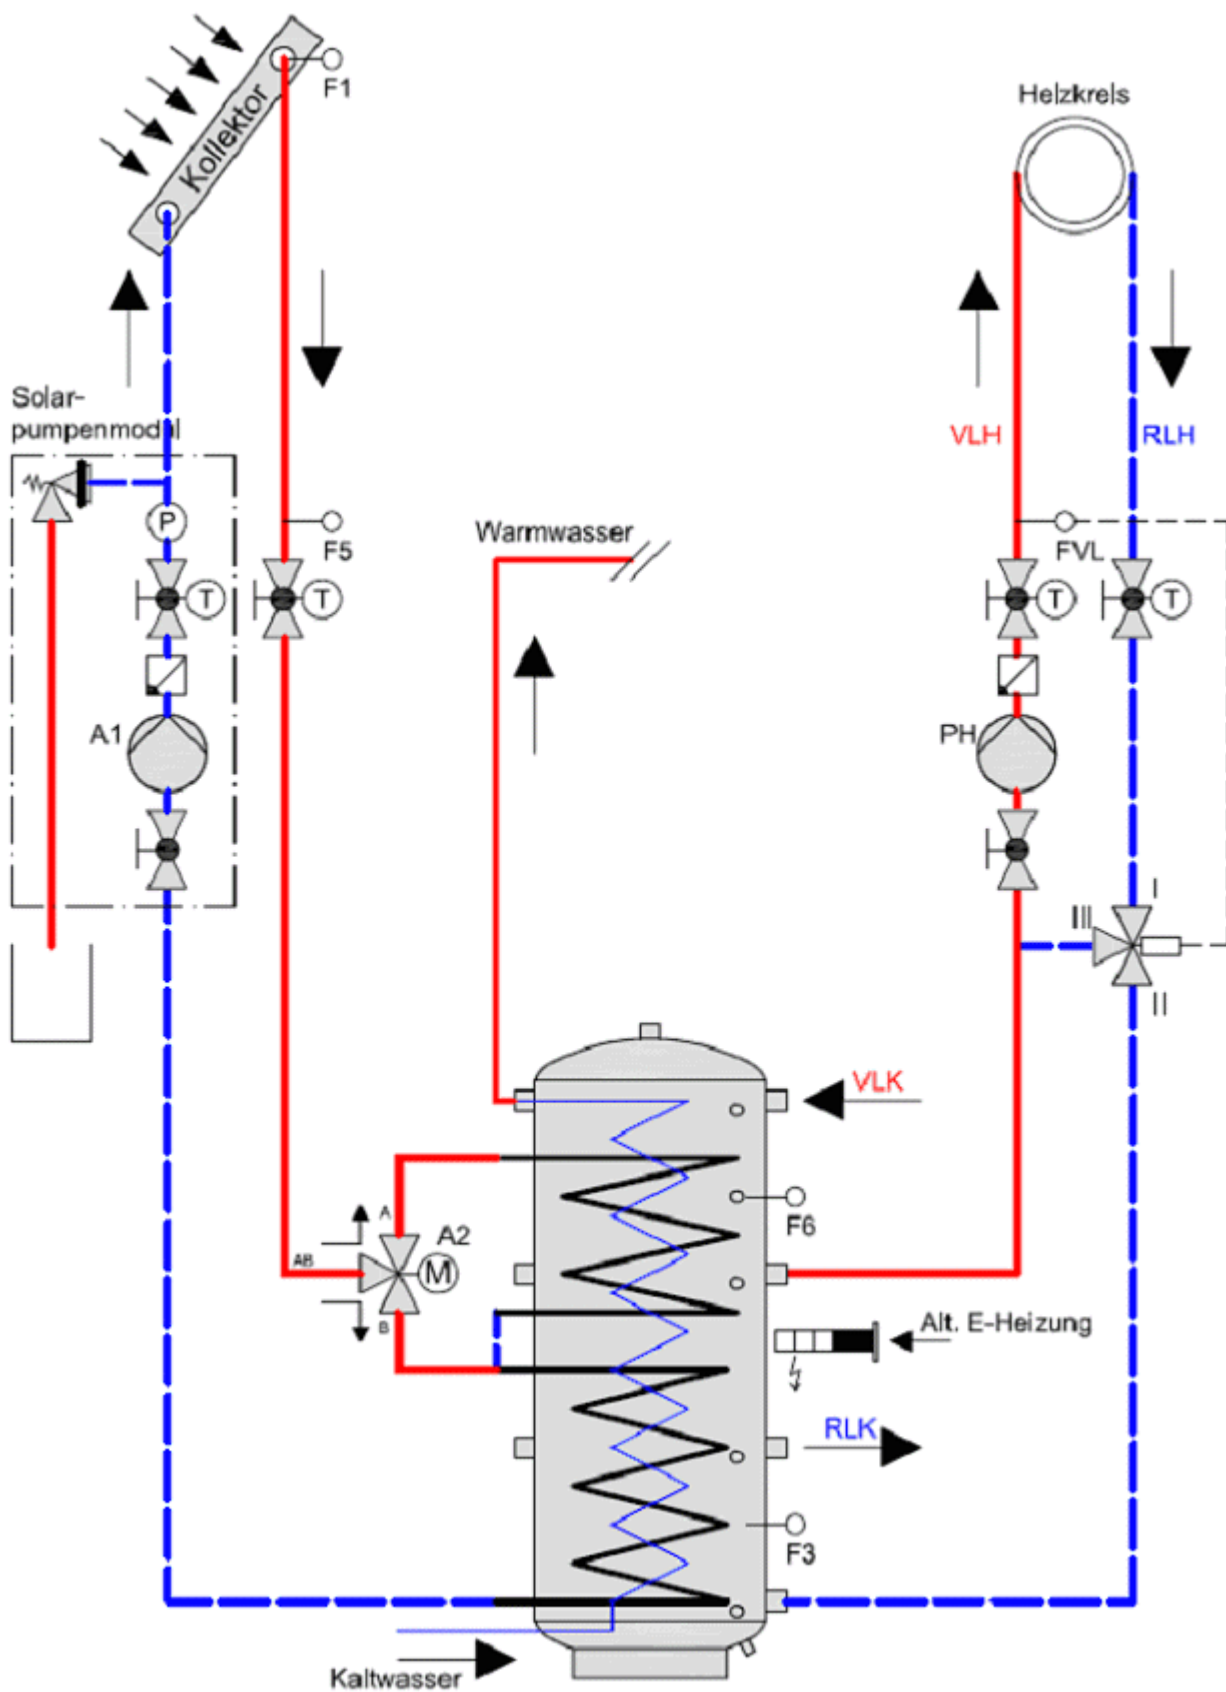 Kollektor
F1
Helzkrels
Solar-
pumpenmodul
VLH
RLH
P
F5
Warmwasser
FVL
T
T
T
T
A1
PH
I
III
II
VLK
A
A2
F6
AB
M
B
Alt. E-Heizung
RLK
F3
Kaltwasser